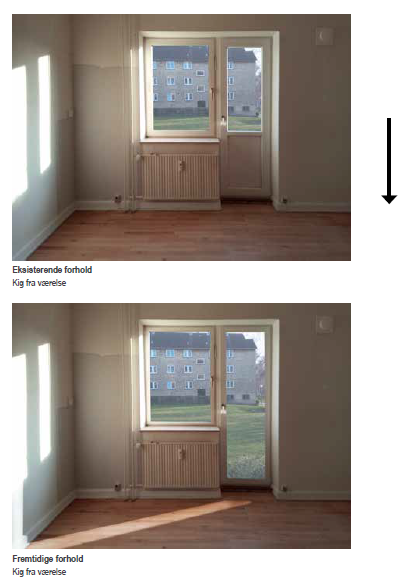 Eksisterende forhold
Kig fra værelse
Fremtidige forhold
Kig fra værelse